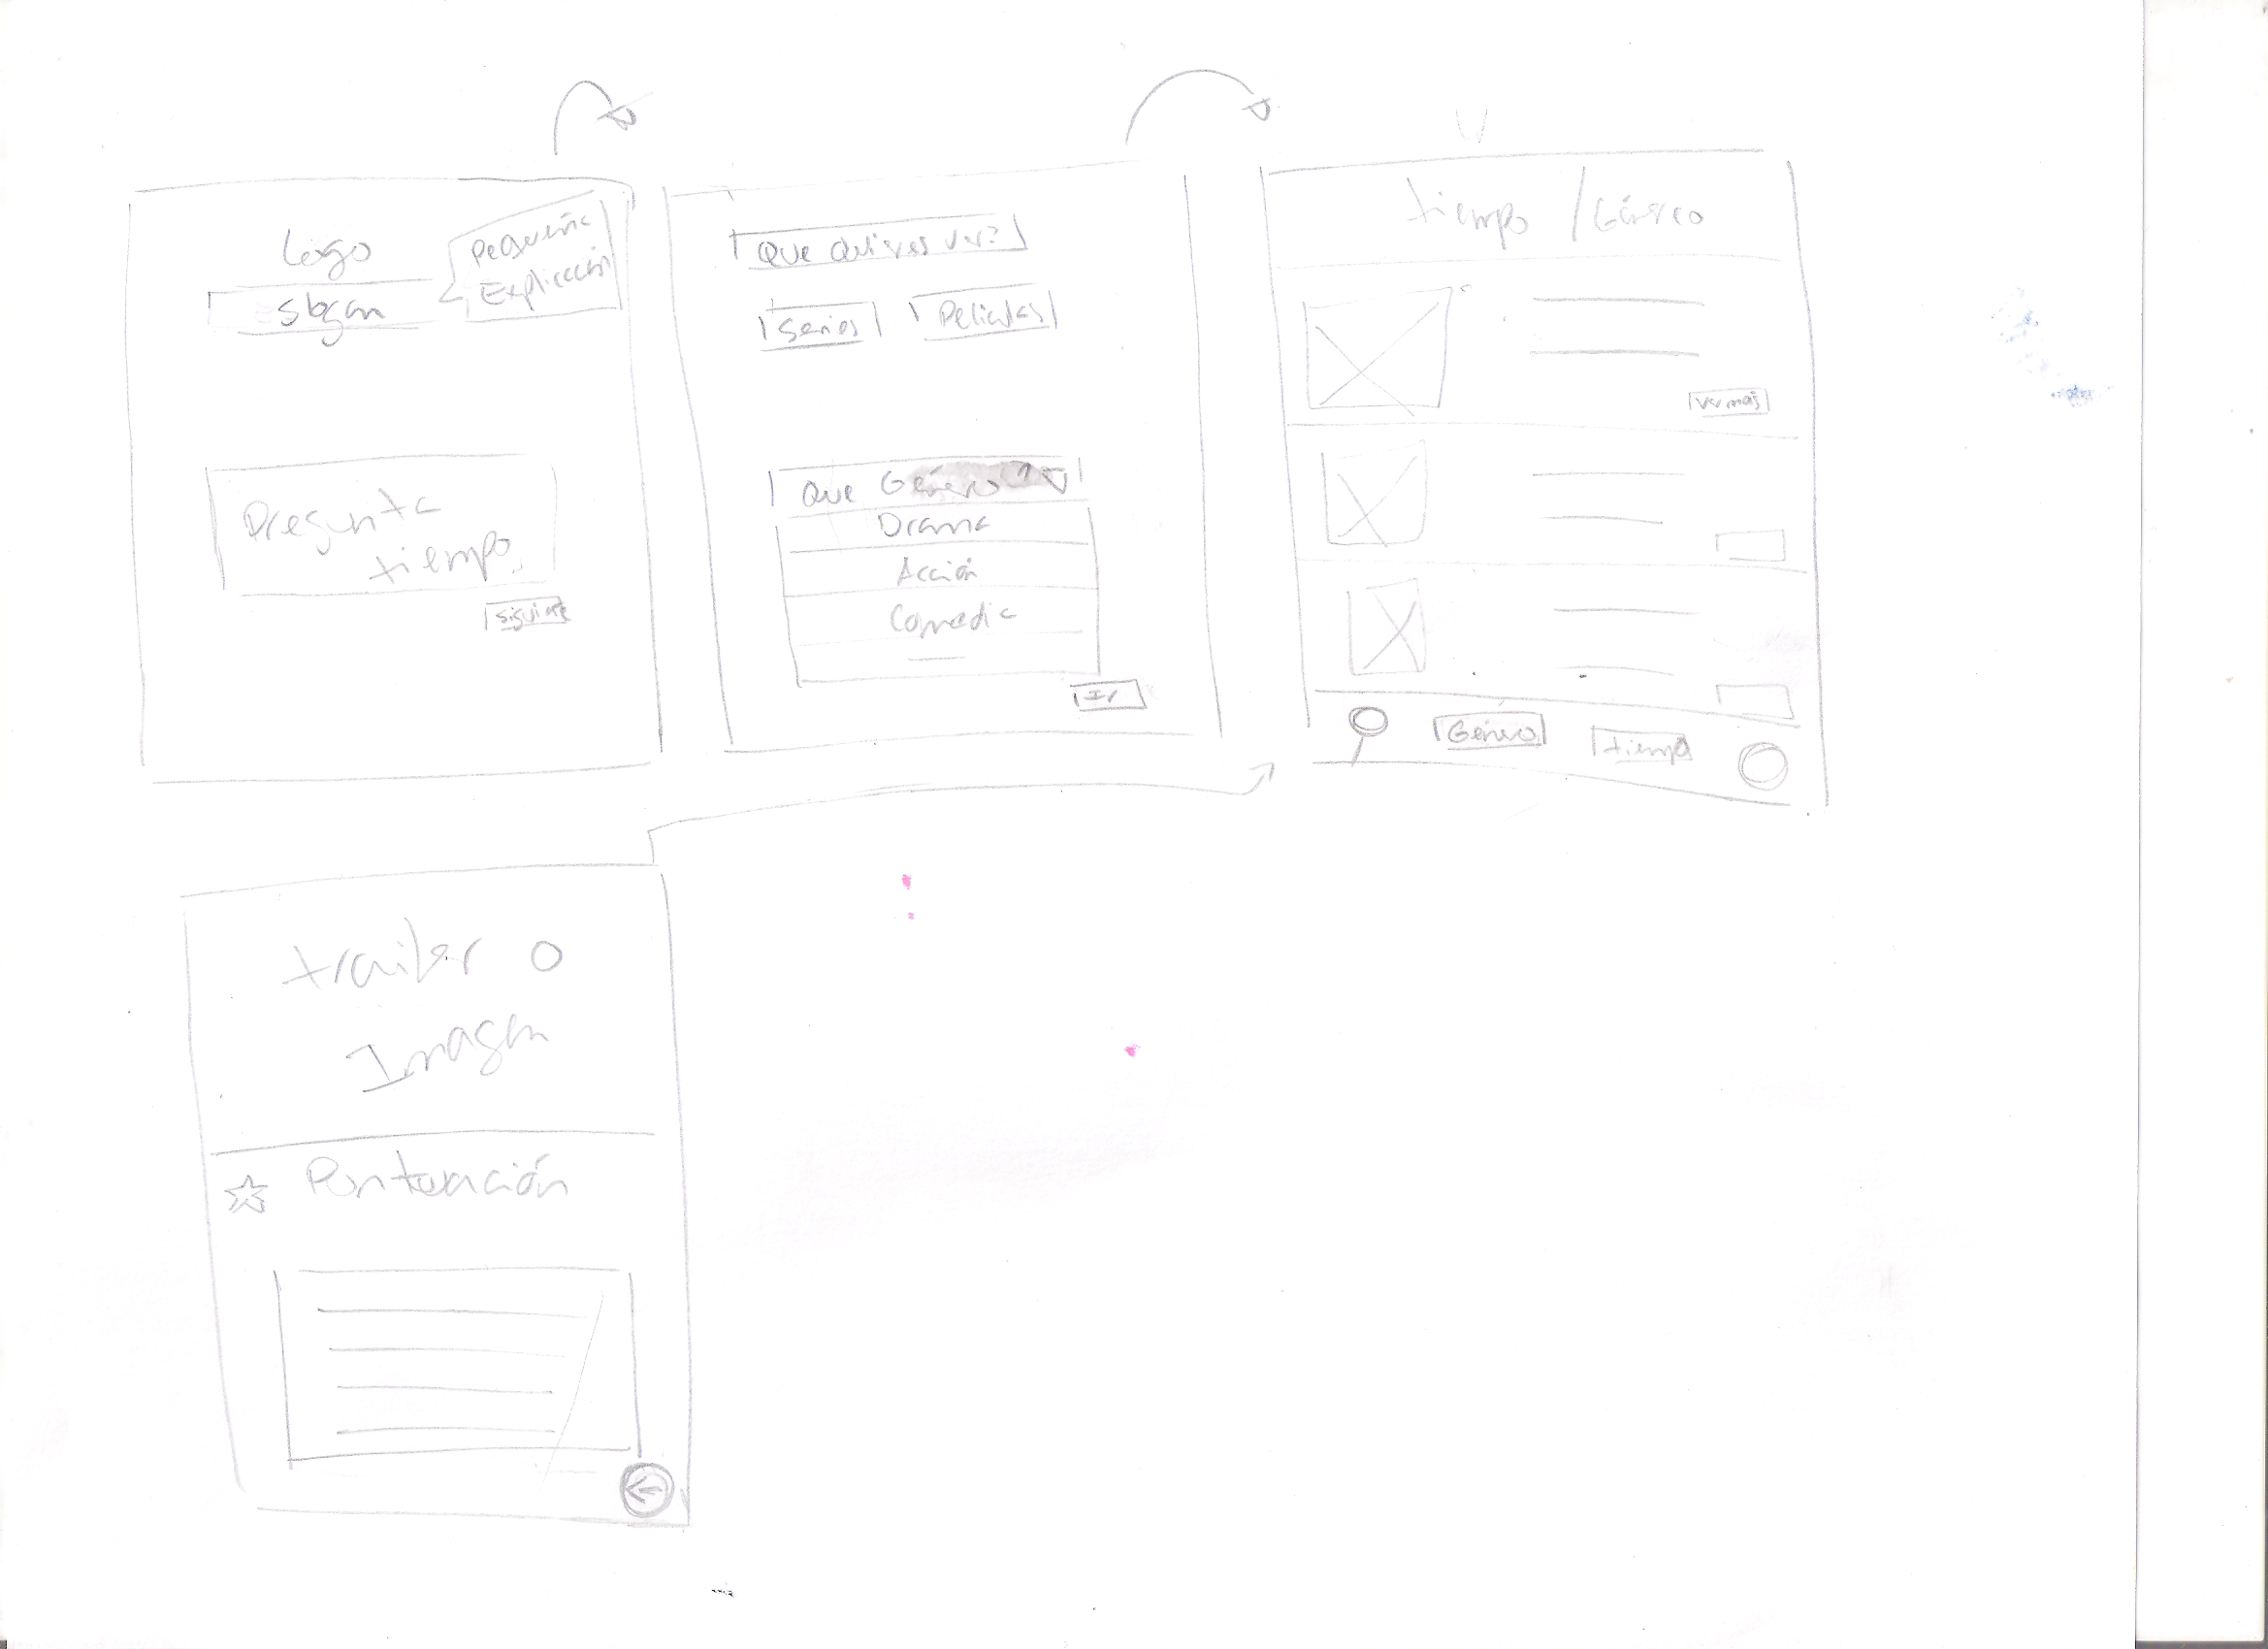 Logo
Slogan
Pequeña
Explicación
Pregunta
tiempo
Siguiente
Que quieres ver?
Series
Peliculas
Que Género?
Drama
Acción
Comedia
Ir
tiempo / Género
Ver mas
Género
tiempo
trailer o
Imagen
Puntuación